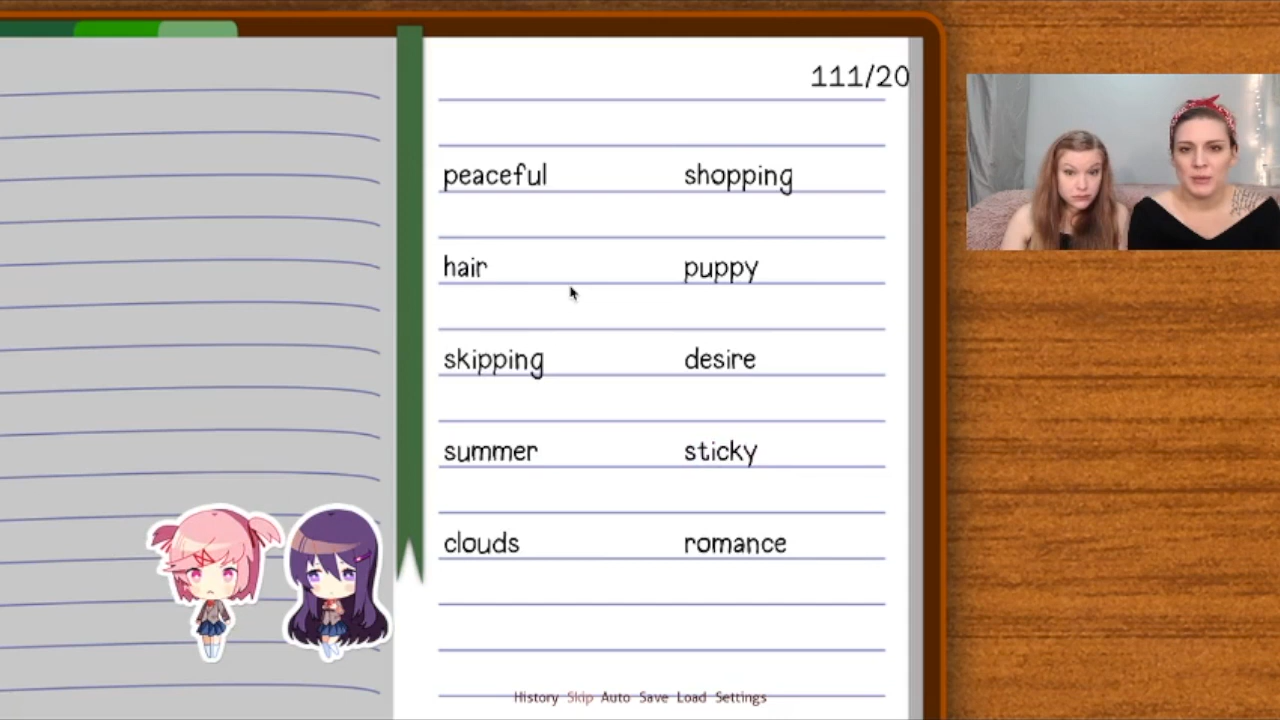 111/20
peaceful shopping
hair puppy
skipping desire
summer sticky
clouds romance
History Skip Auto Save Load Settings